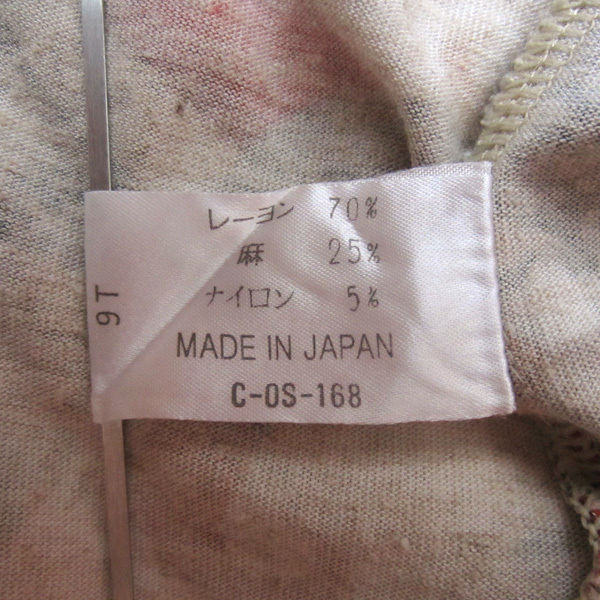 レーヨン 70%
麻 25%
ナイロン 5%
MADE IN JAPAN
C-OS-168
9T